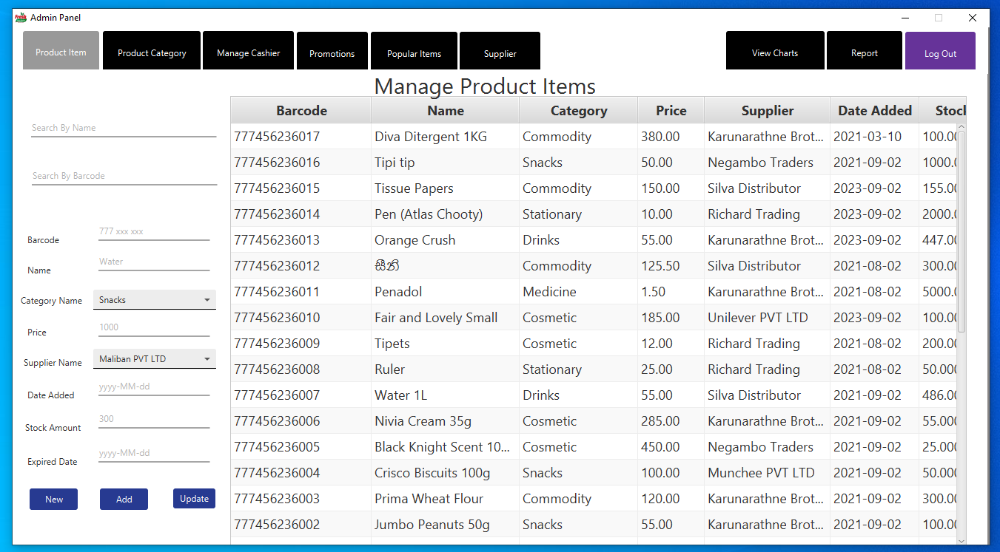 Fresh
Admin Panel
Product Item
Product Category
Manage Cashier
Promotions
Popular Items
Supplier
View Charts
Report
Log Out
Manage Product Items
Search By Name
Search By Barcode
Barcode 777 xxx xxx
Name Water
Category Name Snacks
Price 1000
Supplier Name Maliban PVT LTD
Date Added yyyy-MM-dd
Stock Amount 300
Expired Date yyyy-MM-dd
New Add Update
Barcode Name Category Price Supplier Date Added Stock
777456236017 Diva Ditergent 1KG Commodity 380.00 Karunarathne Brot... 2021-03-10 100.00
777456236016 Tipi tip Snacks 50.00 Negambo Traders 2021-09-02 1000.0
777456236015 Tissue Papers Commodity 150.00 Silva Distributor 2023-09-02 155.00
777456236014 Pen (Atlas Chooty) Stationary 10.00 Richard Trading 2023-09-02 2000.0
777456236013 Orange Crush Drinks 55.00 Karunarathne Brot... 2023-09-02 447.00
777456236012 Commodity 125.50 Silva Distributor 2021-08-02 300.00
777456236011 Penadol Medicine 1.50 Karunarathne Brot... 2021-08-02 5000.0
777456236010 Fair and Lovely Small Cosmetic 185.00 Unilever PVT LTD 2023-09-02 100.00
777456236009 Tipets Cosmetic 12.00 Richard Trading 2021-08-02 200.00
777456236008 Ruler Stationary 25.00 Richard Trading 2021-08-02 50.000
777456236007 Water 1L Drinks 55.00 Silva Distributor 2021-09-02 486.00
777456236006 Nivia Cream 35g Cosmetic 285.00 Karunarathne Brot... 2021-09-02 55.000
777456236005 Black Knight Scent 10... Cosmetic 450.00 Negambo Traders 2021-09-02 25.000
777456236004 Crisco Biscuits 100g Snacks 100.00 Munchee PVT LTD 2021-09-02 50.000
777456236003 Prima Wheat Flour Commodity 120.00 Karunarathne Brot... 2021-09-02 300.00
777456236002 Jumbo Peanuts 50g Snacks 55.00 Karunarathne Brot... 2021-09-02 100.00